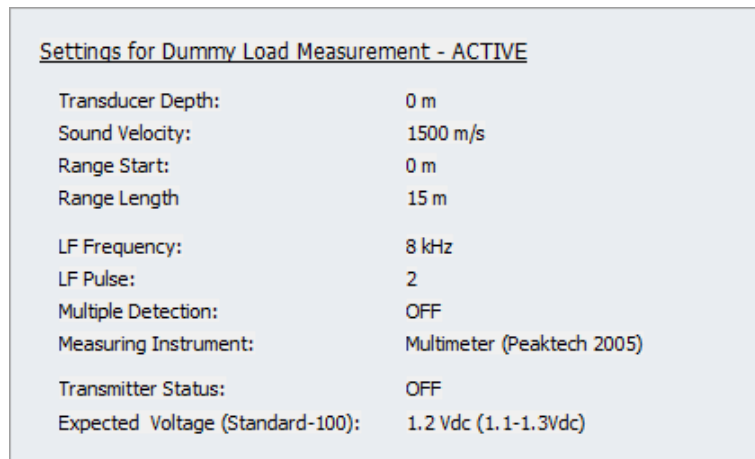 Settings for Dummy Load Measurement - ACTIVE
Transducer Depth: 0 m
Sound Velocity: 1500 m/s
Range Start: 0 m
Range Length 15 m
LF Frequency: 8 kHz
LF Pulse: 2
Multiple Detection: OFF
Measuring Instrument: Multimeter (Peaktech 2005)
Transmitter Status: OFF
Expected Voltage (Standard-100): 1.2 Vdc (1.1-1.3Vdc)